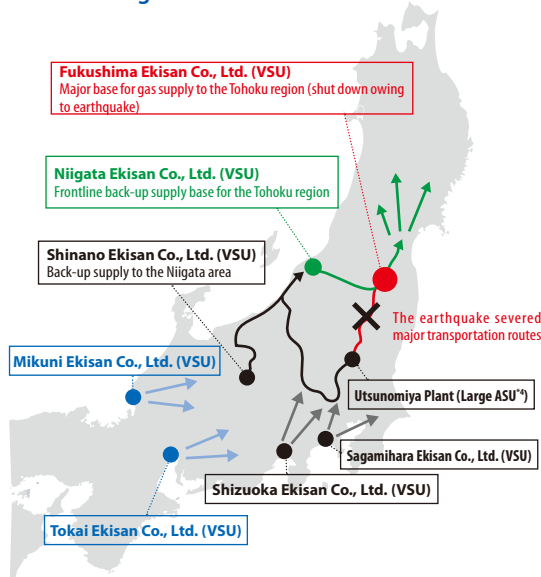 Fukushima Ekisan Co., Ltd. (VSU)
Major base for gas supply to the Tohoku region (shut down owing
to earthquake)
Niigata Ekisan Co., Ltd. (VSU)
Frontline back-up supply base for the Tohoku region
Shinano Ekisan Co., Ltd. (VSU)
Back-up supply to the Niigata area
The earthquake severed
major transportation routes
Mikuni Ekisan Co., Ltd. (VSU)
Utsunomiya Plant (Large ASU*4)
Sagamihara Ekisan Co., Ltd. (VSU)
Shizuoka Ekisan Co., Ltd. (VSU)
Tokai Ekisan Co., Ltd. (VSU)